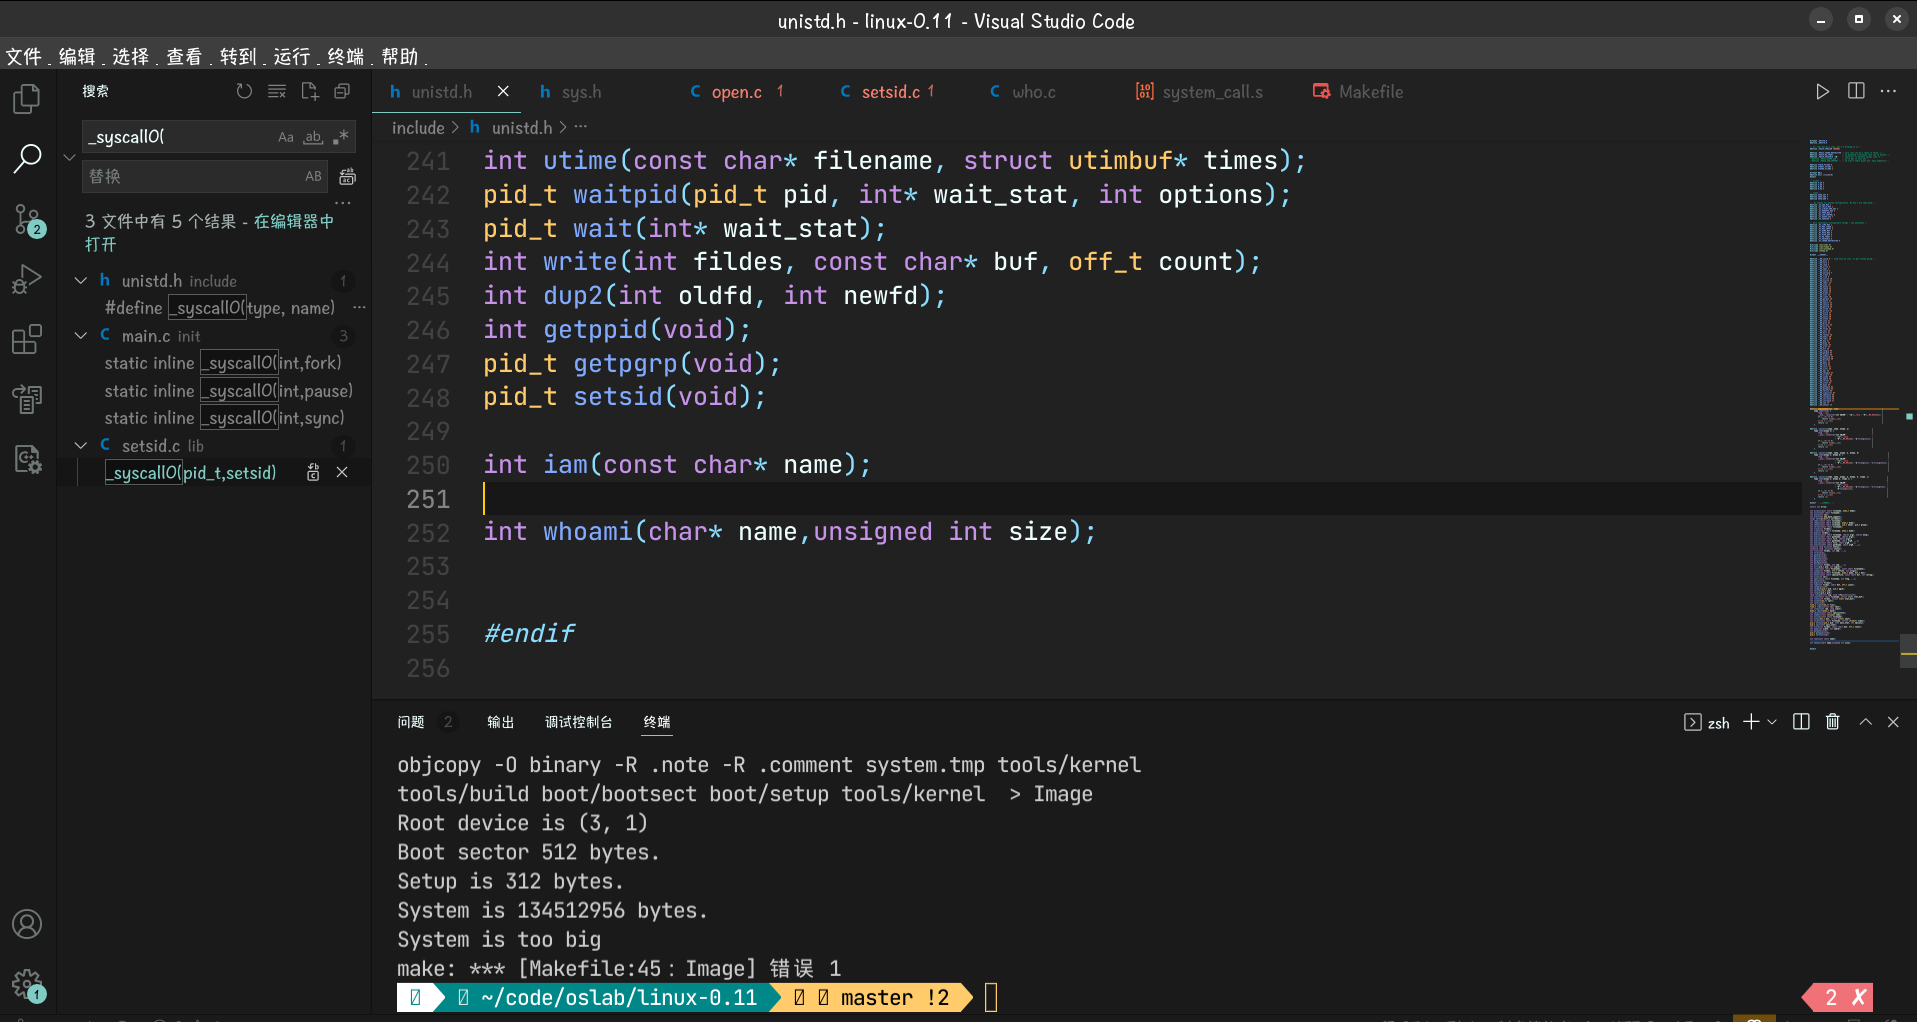 unistd.h - linux-0.11 - Visual Studio Code
文件 编辑 选择 查看 转到 运行 终端 帮助
搜索
_syscall0(
Aa ab .*
替换
AB
3 文件中有 5 个结果 - 在编辑器中
打开
unistd.h include 1
#define _syscall0(type, name) ...
main.c init 3
static inline _syscall0(int,fork)
static inline _syscall0(int,pause)
static inline _syscall0(int,sync)
setsid.c lib 1
_syscall0(pid_t,setsid)
2
1
h unistd.h h sys.h C open.c 1 C setsid.c 1 C who.c system_call.s Makefile
include > h unistd.h > ...
241 int utime(const char* filename, struct utimbuf* times);
242 pid_t waitpid(pid_t pid, int* wait_stat, int options);
243 pid_t wait(int* wait_stat);
244 int write(int fildes, const char* buf, off_t count);
245 int dup2(int oldfd, int newfd);
246 int getppid(void);
247 pid_t getpgrp(void);
248 pid_t setsid(void);
249
250 int iam(const char* name);
251
252 int whoami(char* name,unsigned int size);
253
254
255 #endif
256
问题 2 输出 调试控制台 终端
zsh
objcopy -O binary -R .note -R .comment system.tmp tools/kernel
tools/build boot/bootsect boot/setup tools/kernel  > Image
Root device is (3, 1)
Boot sector 512 bytes.
Setup is 312 bytes.
System is 134512956 bytes.
System is too big
make: *** [Makefile:45：Image] 错误 1
~/code/oslab/linux-0.11 master !2 2 ✘